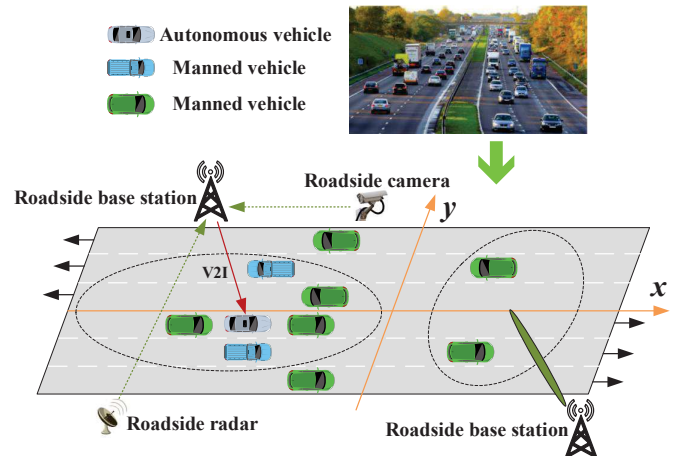 Autonomous vehicle
Manned vehicle
Manned vehicle
Roadside base station
Roadside camera
y
V2I
x
Roadside radar
Roadside base station